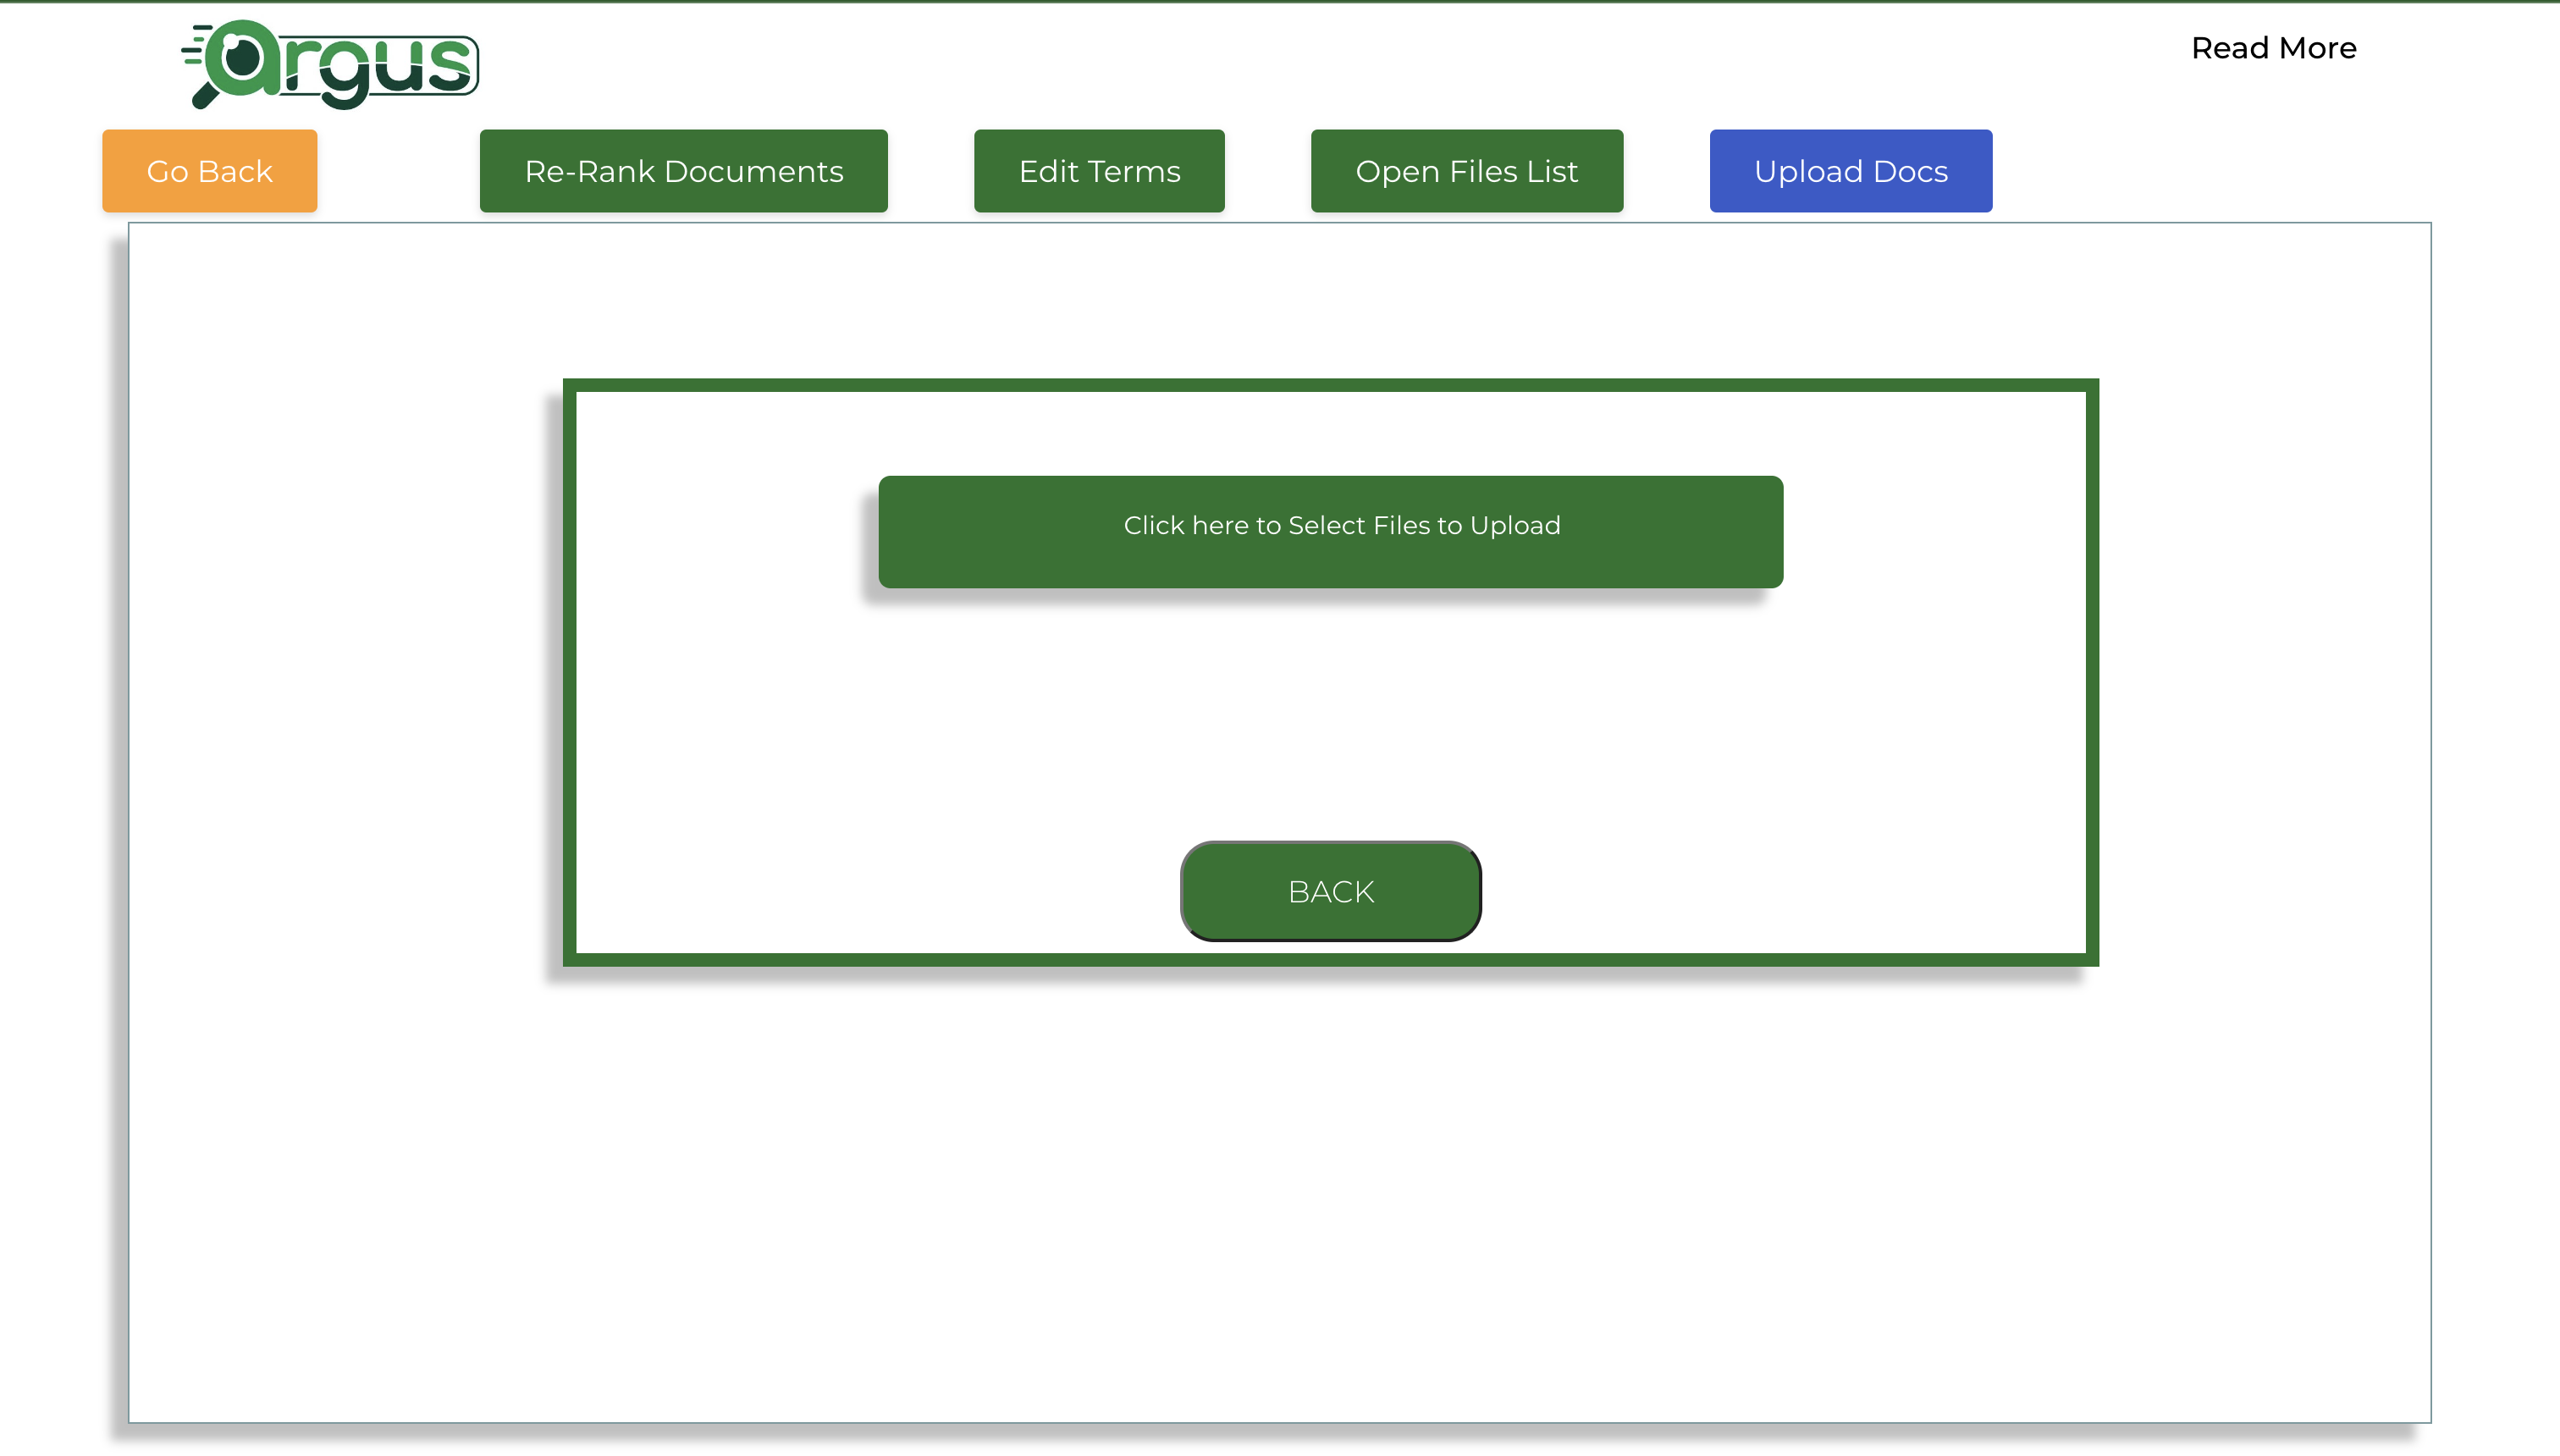 argus
Read More
Go Back
Re-Rank Documents
Edit Terms
Open Files List
Upload Docs
Click here to Select Files to Upload
BACK